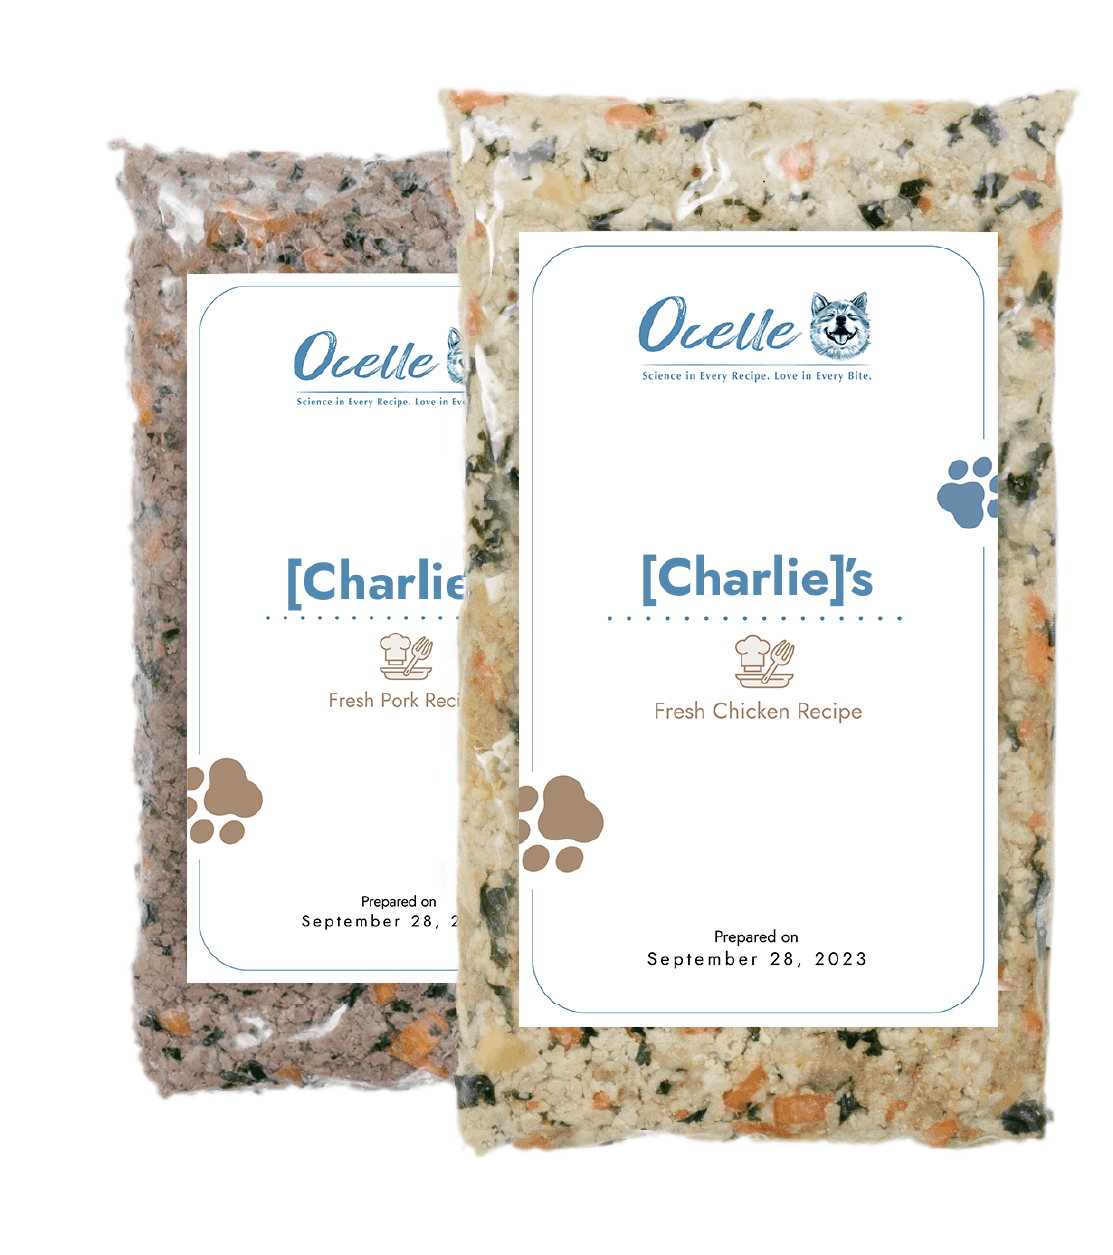 Ocelle
Science in Every Recipe. Love in Eve
[Charlie
Fresh Pork Reci
Prepared on
September 28, 2
Ocelle
Science in Every Recipe. Love in Every Bite.
[Charlie]’s
Fresh Chicken Recipe
Prepared on
September 28, 2023